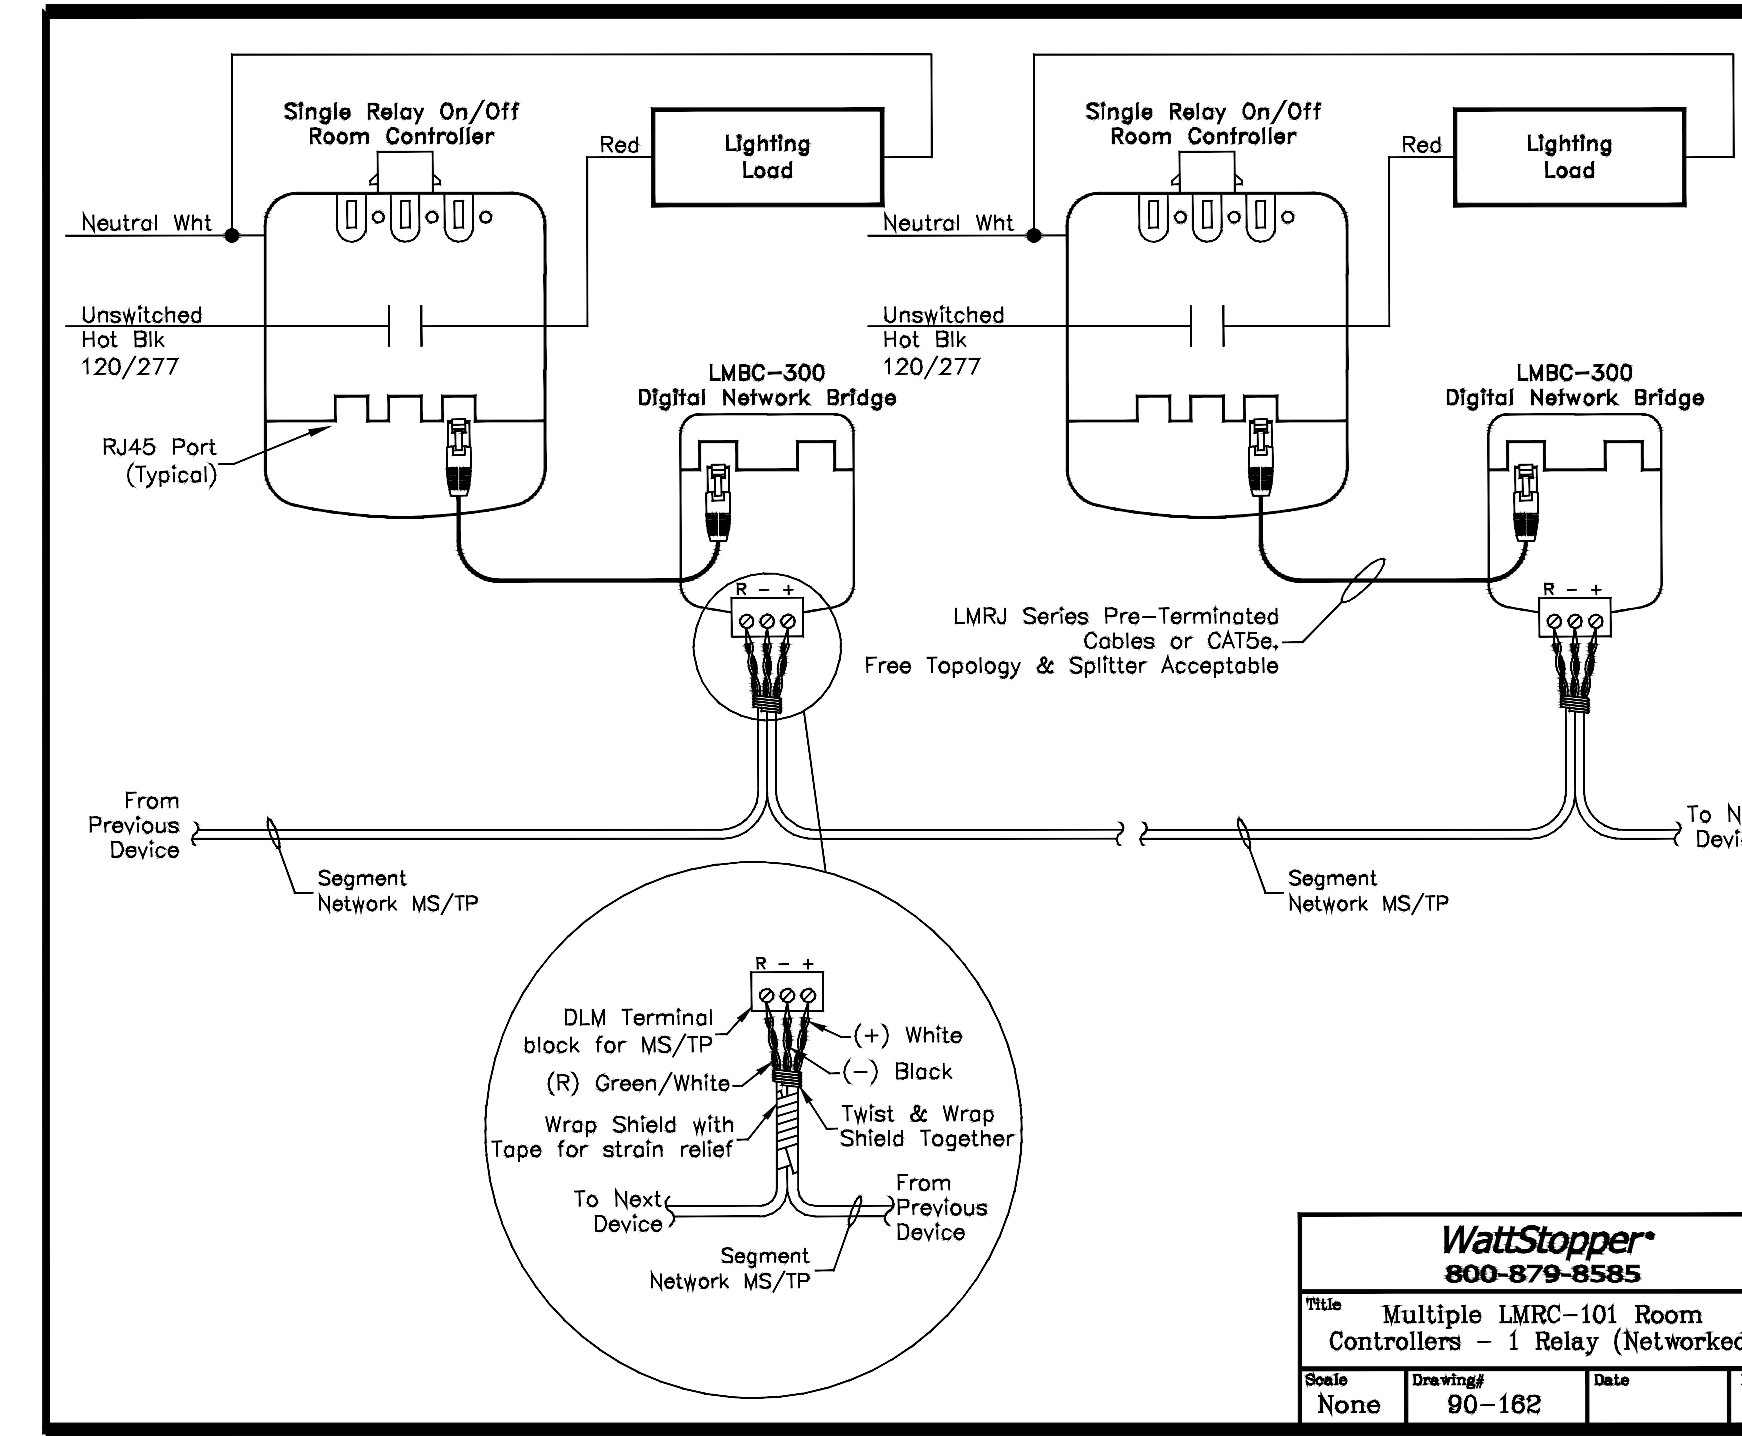 Single Relay On/Off
Room Controller
Red
Lighting
Load
Neutral Wht
Unswitched
Hot Blk
120/277
RJ45 Port
(Typical)
LMBC-300
Digital Network Bridge
R - +
Single Relay On/Off
Room Controller
Red
Lighting
Load
Neutral Wht
Unswitched
Hot Blk
120/277
LMBC-300
Digital Network Bridge
R - +
LMRJ Series Pre-Terminated
Cables or CAT5e.
Free Topology & Splitter Acceptable
From
Previous
Device
Segment
Network MS/TP
Segment
Network MS/TP
To
R - +
DLM Terminal
block for MS/TP
(+) White
(-) Black
(R) Green/White
Wrap Shield with
Tape for strain relief
Twist & Wrap
Shield Together
To Next
Device
From
Previous
Device
Segment
Network MS/TP
WattStopper
800-879-8585
Title
Multiple LMRC-101 Room
Controllers - 1 Relay (Networked
Scale
None
Drawing#
90-162
Date